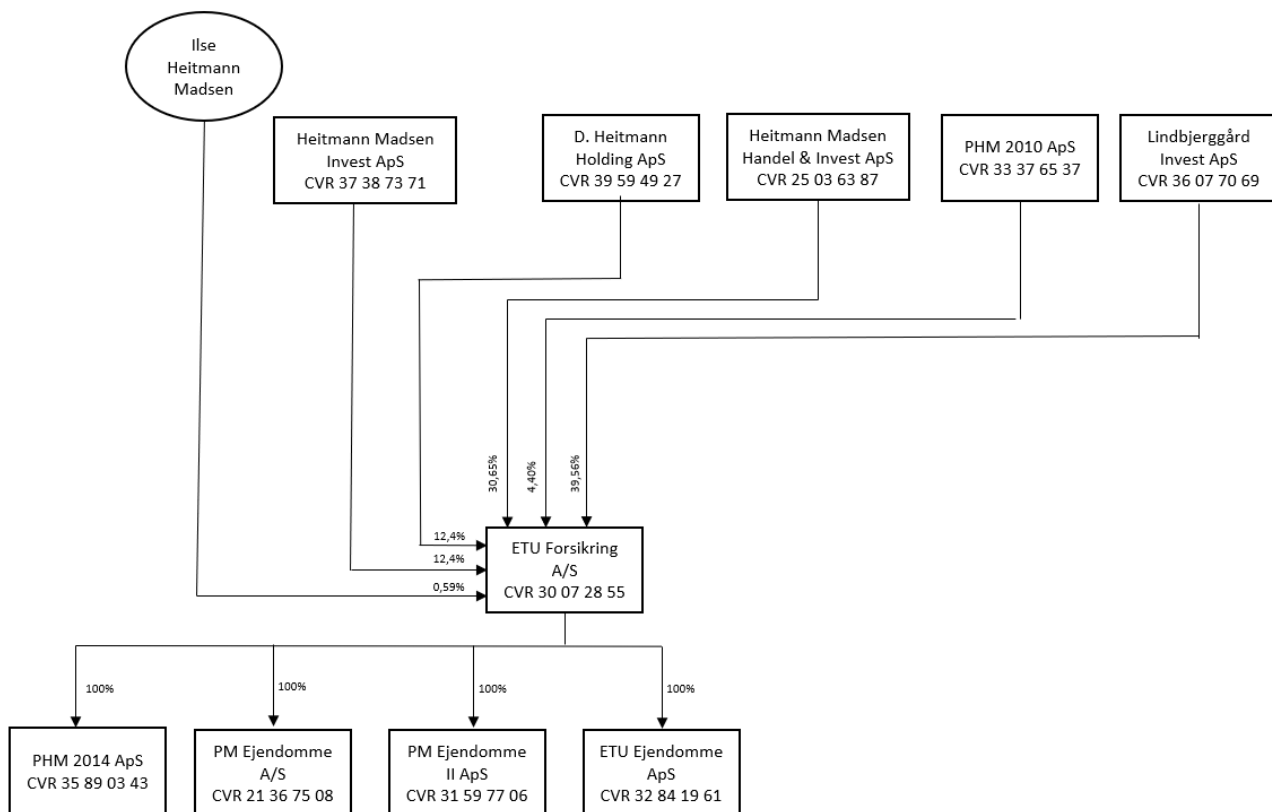 Ilse
Heitmann
Madsen
Heitmann Madsen
Invest ApS
CVR 37 38 73 71
D. Heitmann
Holding ApS
CVR 39 59 49 27
Heitmann Madsen
Handel & Invest ApS
CVR 25 03 63 87
PHM 2010 ApS
CVR 33 37 65 37
Lindbjerggård
Invest ApS
CVR 36 07 70 69
30,65%
4,40%
39,56%
12,4%
12,4%
0,59%
ETU Forsikring
A/S
CVR 30 07 28 55
100%
100%
100%
100%
PHM 2014 ApS
CVR 35 89 03 43
PM Ejendomme
A/S
CVR 21 36 75 08
PM Ejendomme
II ApS
CVR 31 59 77 06
ETU Ejendomme
ApS
CVR 32 84 19 61